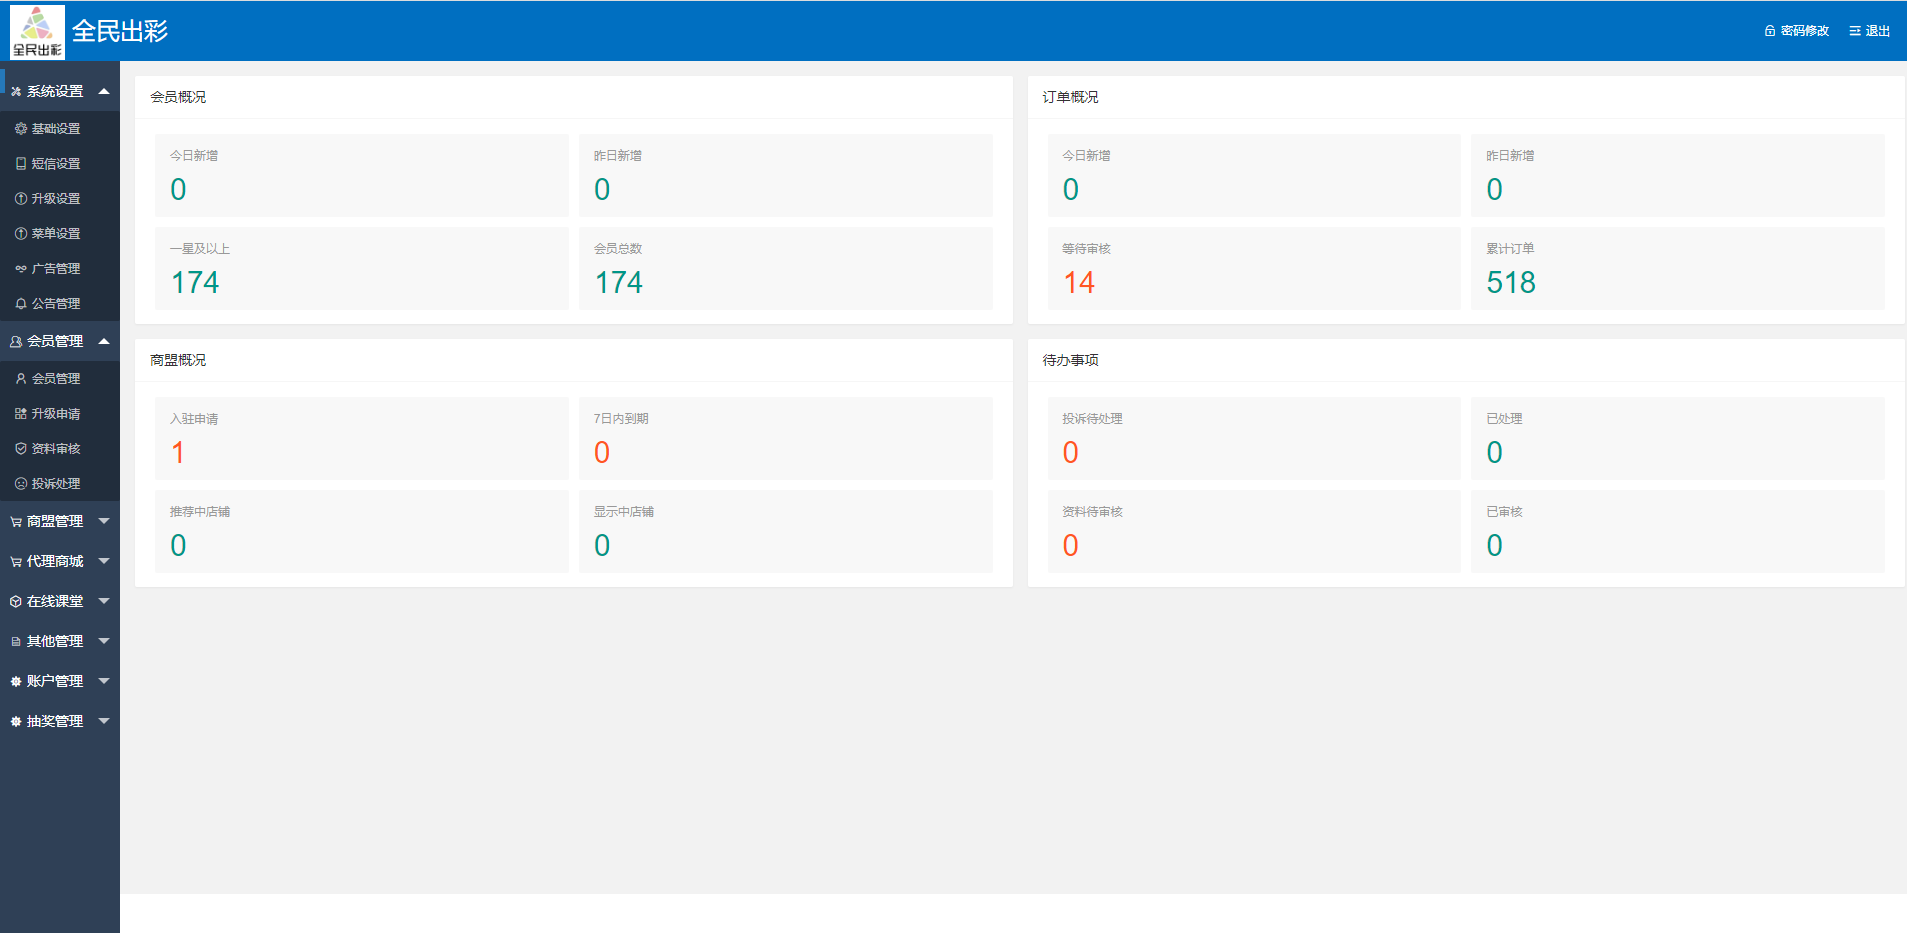 全民出彩
全民出彩
密码修改
退出
系统设置
基础设置
短信设置
升级设置
菜单设置
广告管理
公告管理
会员管理
会员管理
升级申请
资料审核
投诉处理
商盟管理
代理商城
在线课堂
其他管理
账户管理
抽奖管理
会员概况
今日新增
0
昨日新增
0
一星及以上
174
会员总数
174
订单概况
今日新增
0
昨日新增
0
等待审核
14
累计订单
518
商盟概况
入驻申请
1
7日内到期
0
推荐中店铺
0
显示中店铺
0
待办事项
投诉待处理
0
已处理
0
资料待审核
0
已审核
0